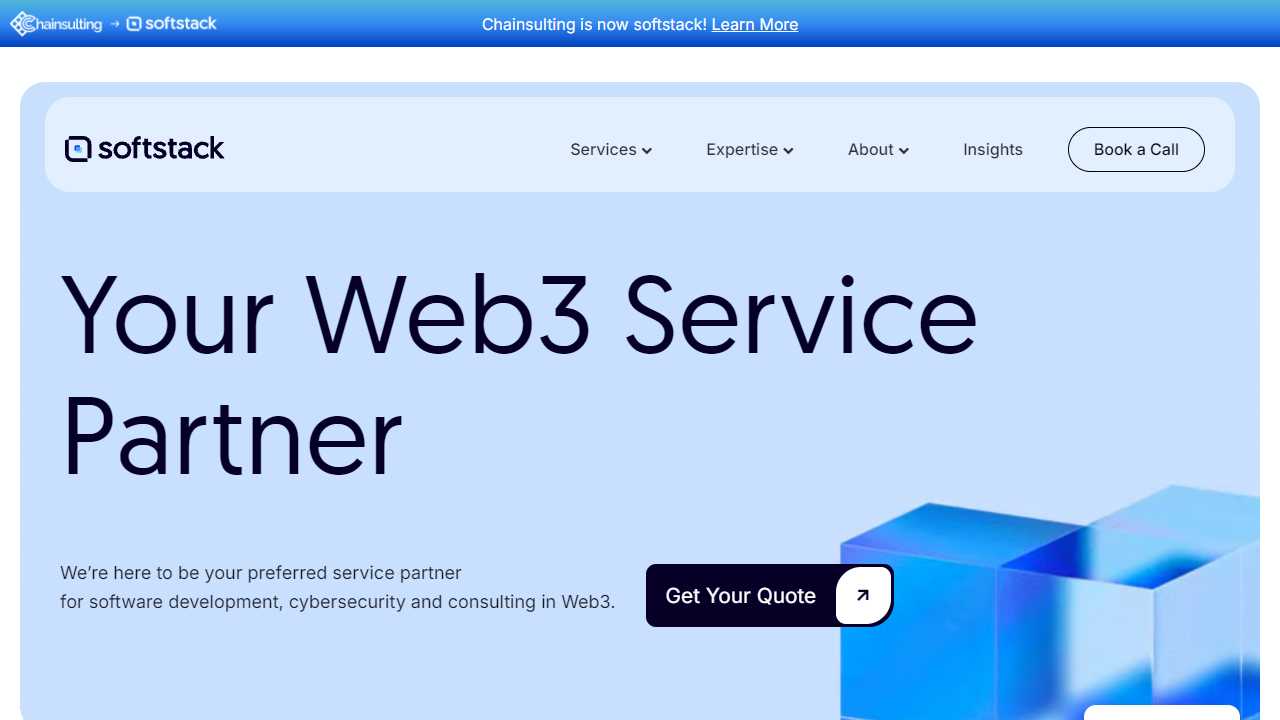 Chainsulting → softstack
Chainsulting is now softstack! Learn More
softstack
Services
Expertise
About
Insights
Book a Call
Your Web3 Service
Partner
We’re here to be your preferred service partner
for software development, cybersecurity and consulting in Web3.
Get Your Quote